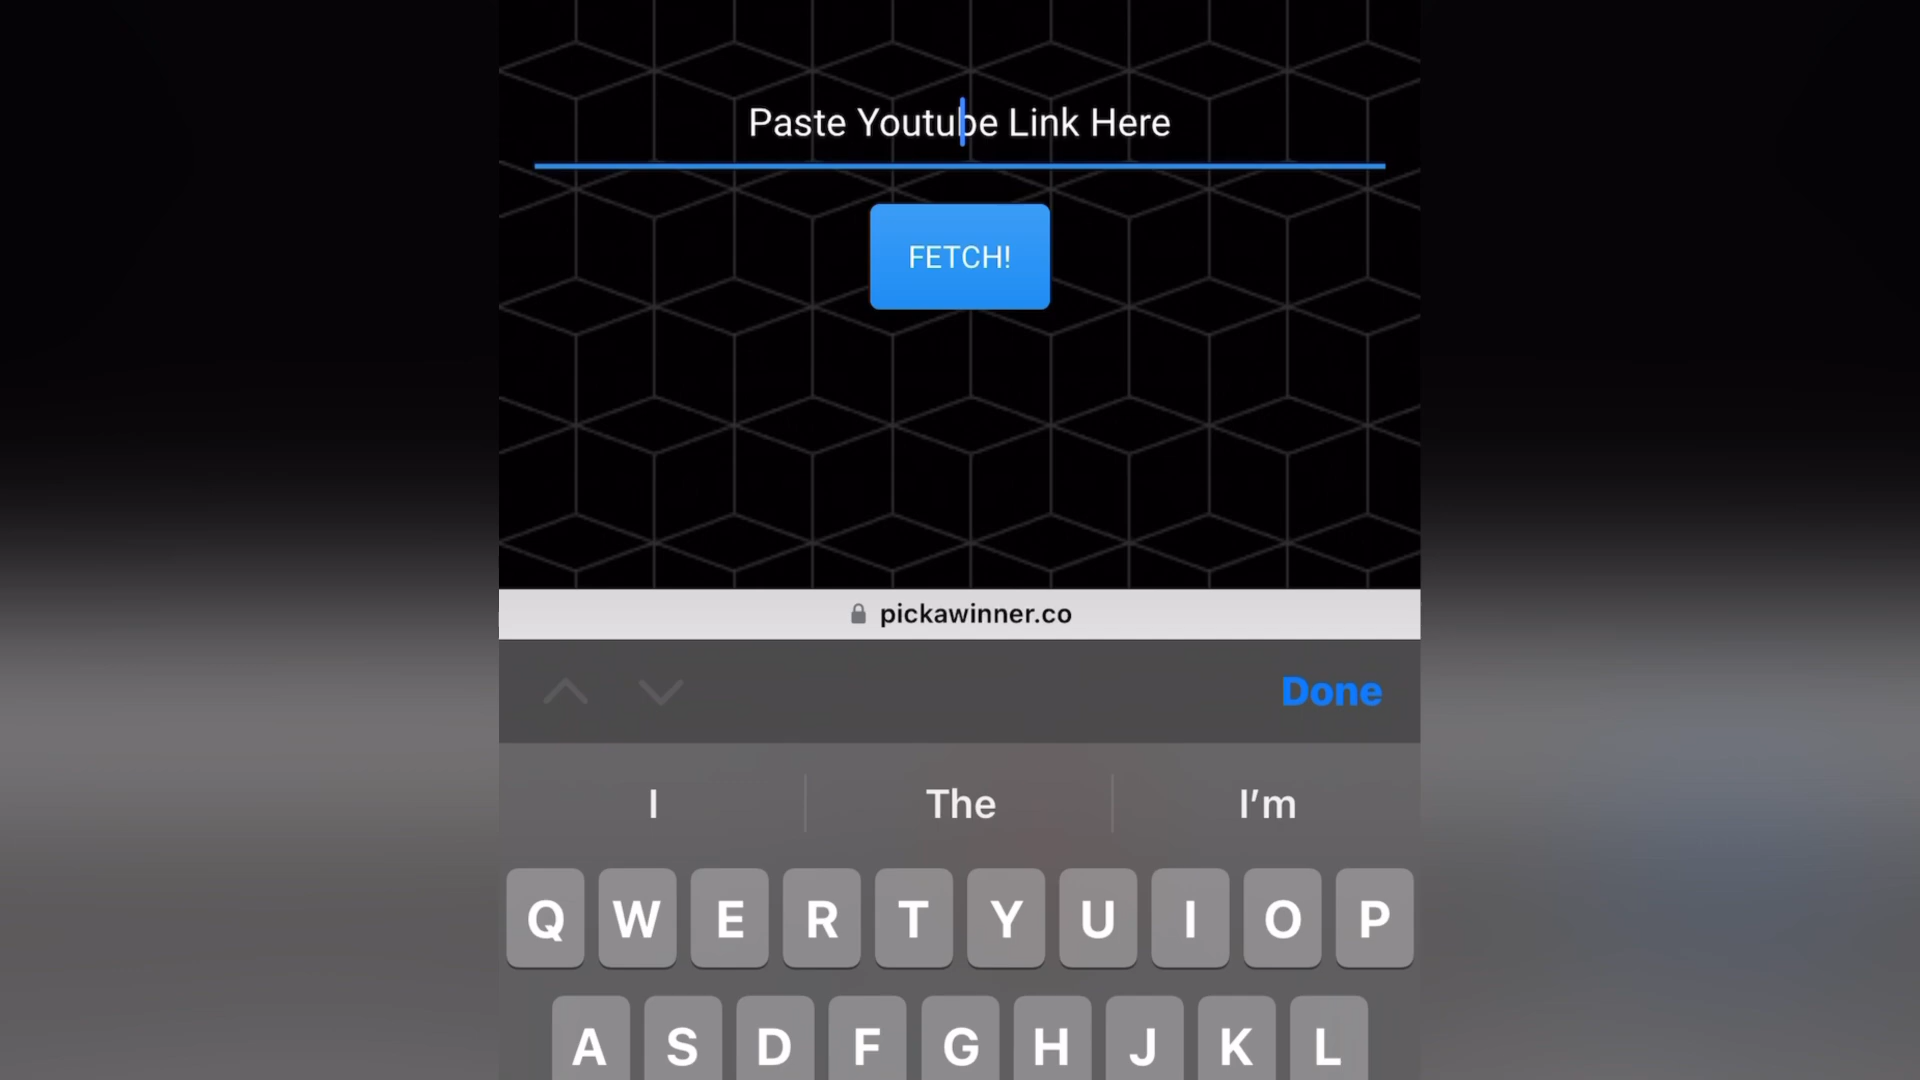 Paste Youtube Link Here
FETCH!
pickawinner.co
Done
I The I’m
Q W E R T Y U I O P
A S D F G H J K L